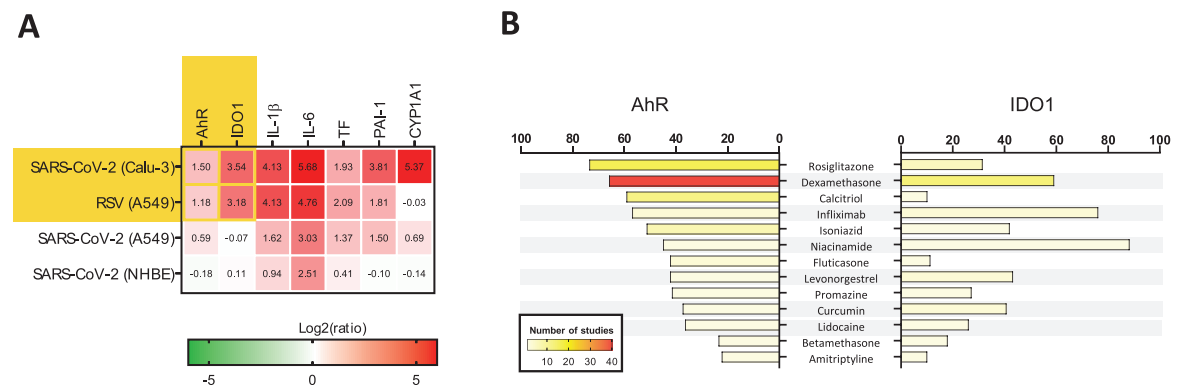 A
AhR IDO1 IL-1β IL-6 TF PAI-1 CYP1A1
SARS-CoV-2 (Calu-3) 1.50 3.54 4.13 5.68 1.93 3.81 5.37
RSV (A549) 1.18 3.18 4.13 4.76 2.09 1.81 -0.03
SARS-CoV-2 (A549) 0.59 -0.07 1.62 3.03 1.37 1.50 0.69
SARS-CoV-2 (NHBE) -0.18 0.11 0.94 2.51 0.41 -0.10 -0.14
Log2(ratio)
-5 0 5
B
AhR IDO1
100 80 60 40 20 0 0 20 40 60 80 100
Rosiglitazone
Dexamethasone
Calcitriol
Infliximab
Isoniazid
Niacinamide
Fluticasone
Levonorgestrel
Promazine
Curcumin
Lidocaine
Betamethasone
Amitriptyline
Number of studies
10 20 30 40